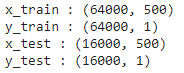 x_train : (64000, 500)
y_train : (64000, 1)
x_test : (16000, 500)
y_test : (16000, 1)